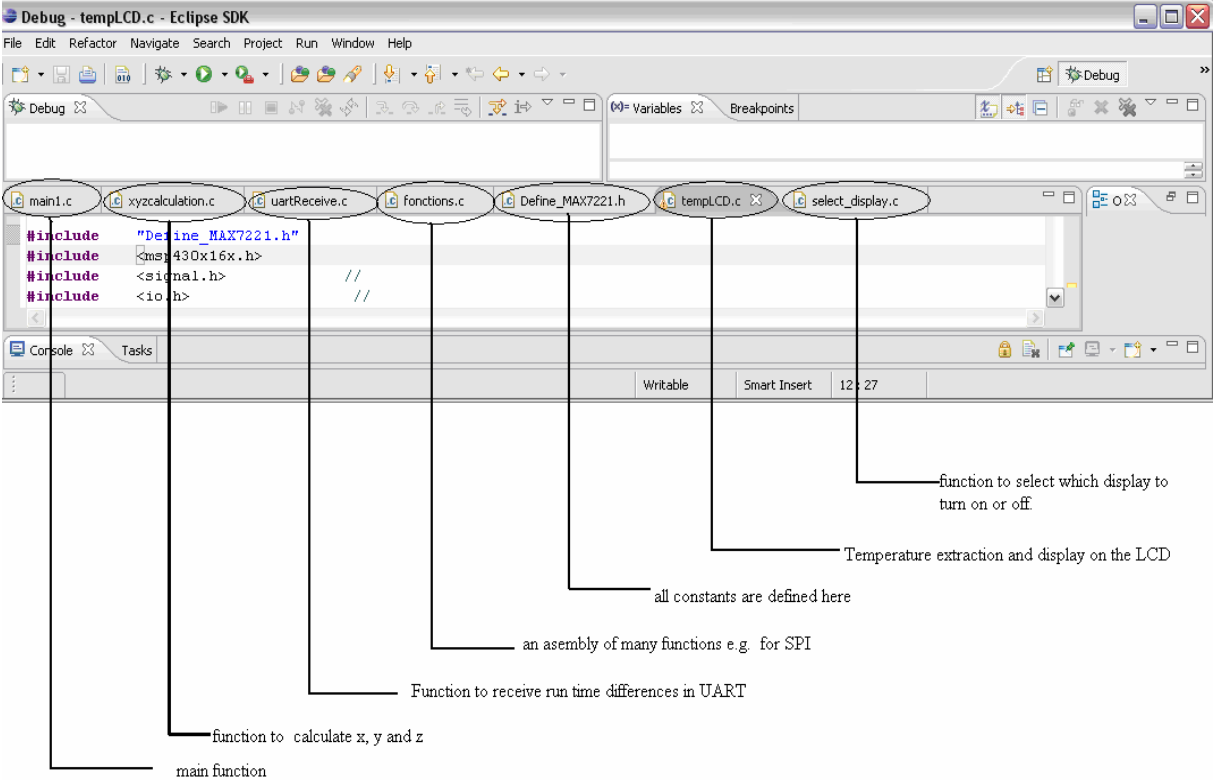 Debug - tempLCD.c - Eclipse SDK
File Edit Refactor Navigate Search Project Run Window Help
Debug
Debug
(x)= Variables
Breakpoints
main1.c
xyzcalculation.c
uartReceive.c
functions.c
Define_MAX7221.h
tempLCD.c
select_display.c
#include "Define_MAX7221.h"
#include <msp430x16x.h>
#include <signal.h> //
#include <io.h> //
Console
Tasks
Writable
Smart Insert
12 : 27
function to select which display to
turn on or off.
Temperature extraction and display on the LCD
all constants are defined here
an asembly of many functions e.g. for SPI
Function to receive run time differences in UART
function to calculate x, y and z
main function